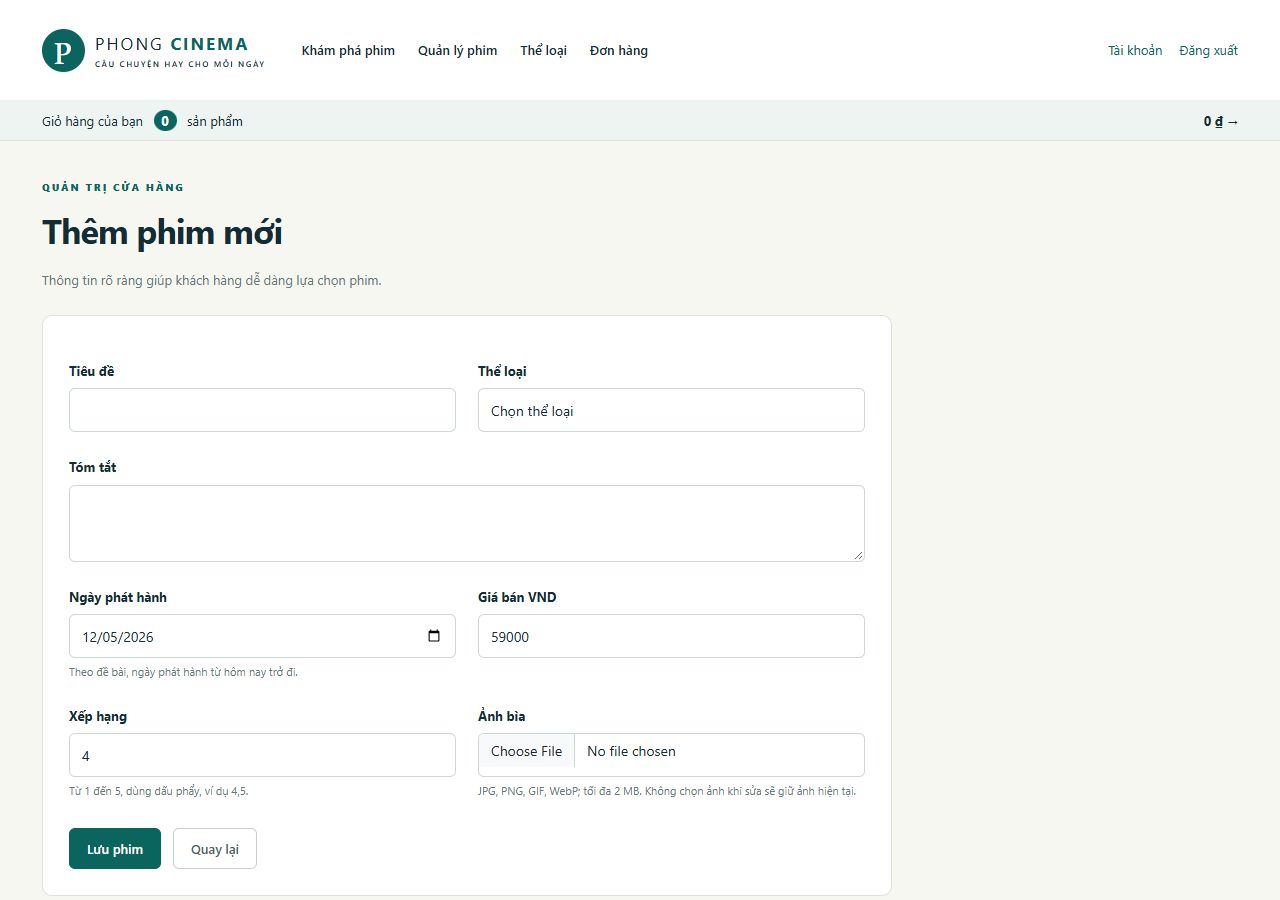 P
PHONG CINEMA
CÂU CHUYỆN HAY CHO MỖI NGÀY
Khám phá phim Quản lý phim Thể loại Đơn hàng
Tài khoản Đăng xuất
Giỏ hàng của bạn 0 sản phẩm
0 ₫ →
QUẢN TRỊ CỬA HÀNG
Thêm phim mới
Thông tin rõ ràng giúp khách hàng dễ dàng lựa chọn phim.
Tiêu đề Thể loại
Chọn thể loại
Tóm tắt
Ngày phát hành Giá bán VND
12/05/2026 59000
Theo đề bài, ngày phát hành từ hôm nay trở đi.
Xếp hạng Ảnh bìa
4 Choose File No file chosen
Từ 1 đến 5, dùng dấu phẩy, ví dụ 4,5. JPG, PNG, GIF, WebP; tối đa 2 MB. Không chọn ảnh khi sửa sẽ giữ ảnh hiện tại.
Lưu phim Quay lại